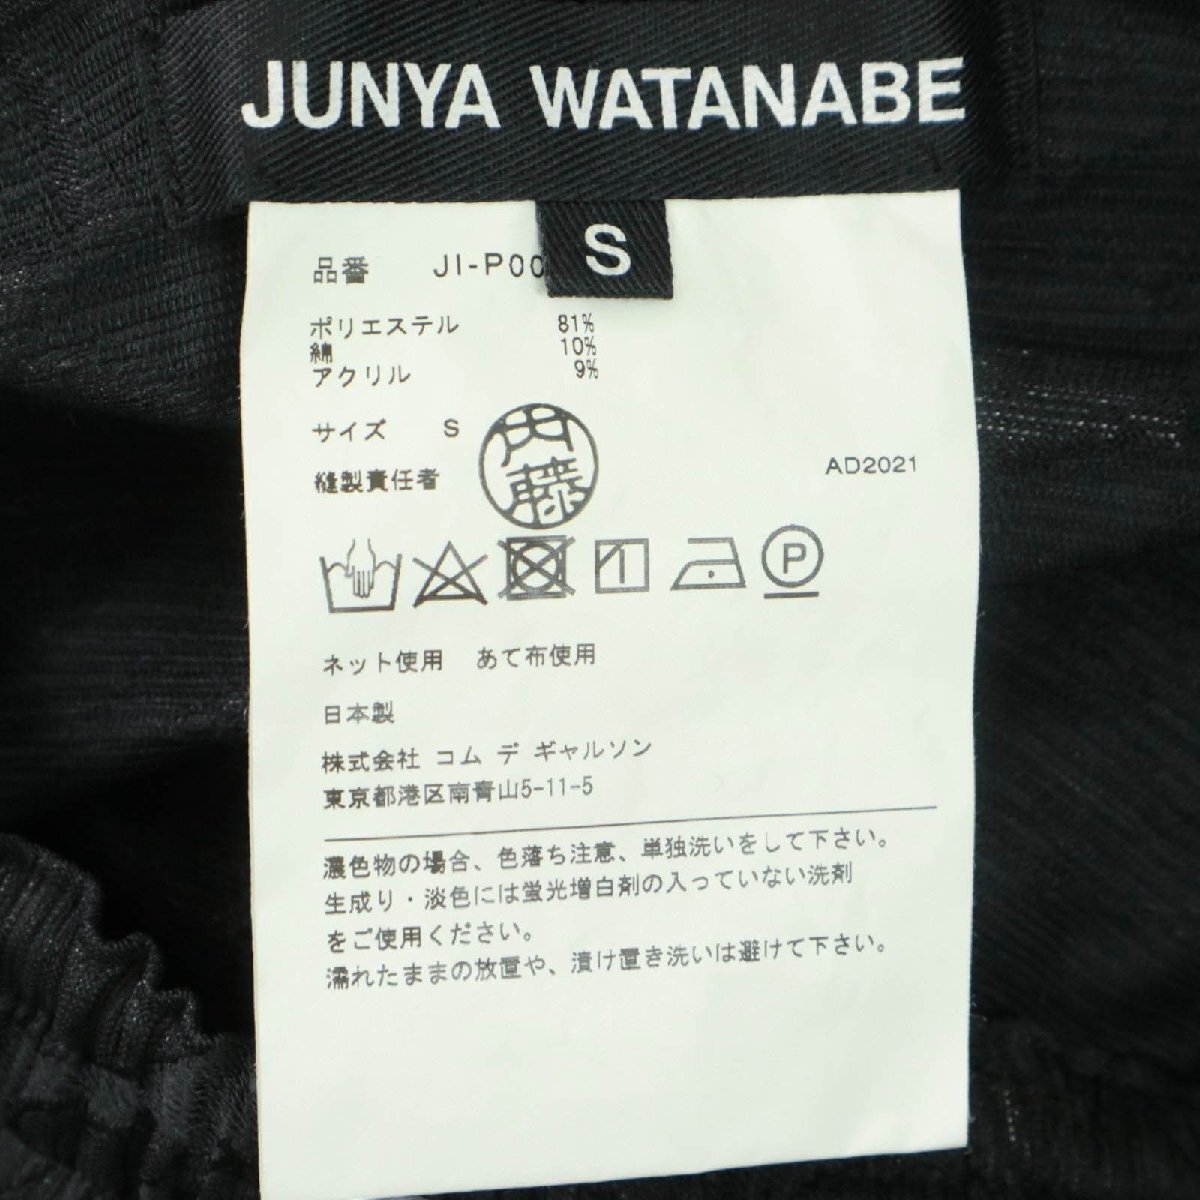 JUNYA WATANABE
S
品番 JI-P00
ポリエステル 81%
綿 10%
アクリル 9%
サイズ S
縫製責任者 内藤
AD2021
P
ネット使用 あて布使用
日本製
株式会社 コム デ ギャルソン
東京都港区南青山5-11-5
濃色物の場合、色落ち注意、単独洗いをして下さい。
生成り・淡色には蛍光増白剤の入っていない洗剤
をご使用ください。
濡れたままの放置や、漬け置き洗いは避けて下さい。